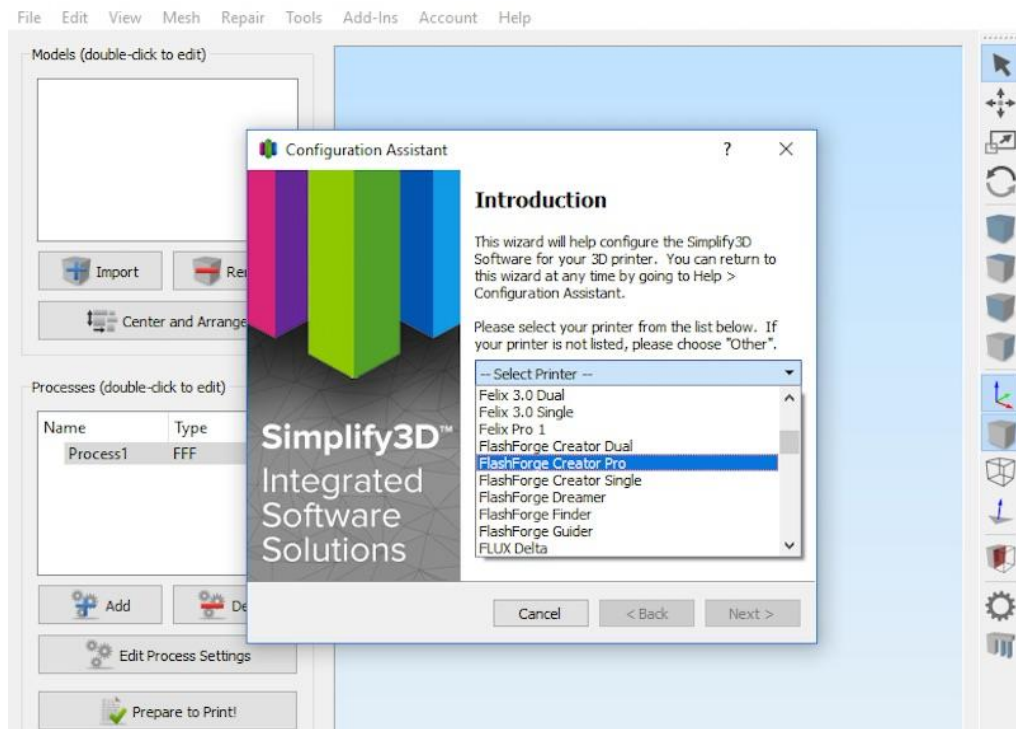 File Edit View Mesh Repair Tools Add-Ins Account Help
Models (double-click to edit)
Import
Center and Arrange
Processes (double-click to edit)
Name Type
Process1 FFF
Add
Edit Process Settings
Prepare to Print!
Configuration Assistant ? 
Simplify3D™
Integrated
Software
Solutions
Introduction
This wizard will help configure the Simplify3D
Software for your 3D printer. You can return to
this wizard at any time by going to Help >
Configuration Assistant.
Please select your printer from the list below. If
your printer is not listed, please choose "Other".
-- Select Printer --
Felix 3.0 Dual
Felix 3.0 Single
Felix Pro 1
FlashForge Creator Dual
FlashForge Creator Pro
FlashForge Creator Single
FlashForge Dreamer
FlashForge Finder
FlashForge Guider
FLUX Delta
Cancel < Back Next >